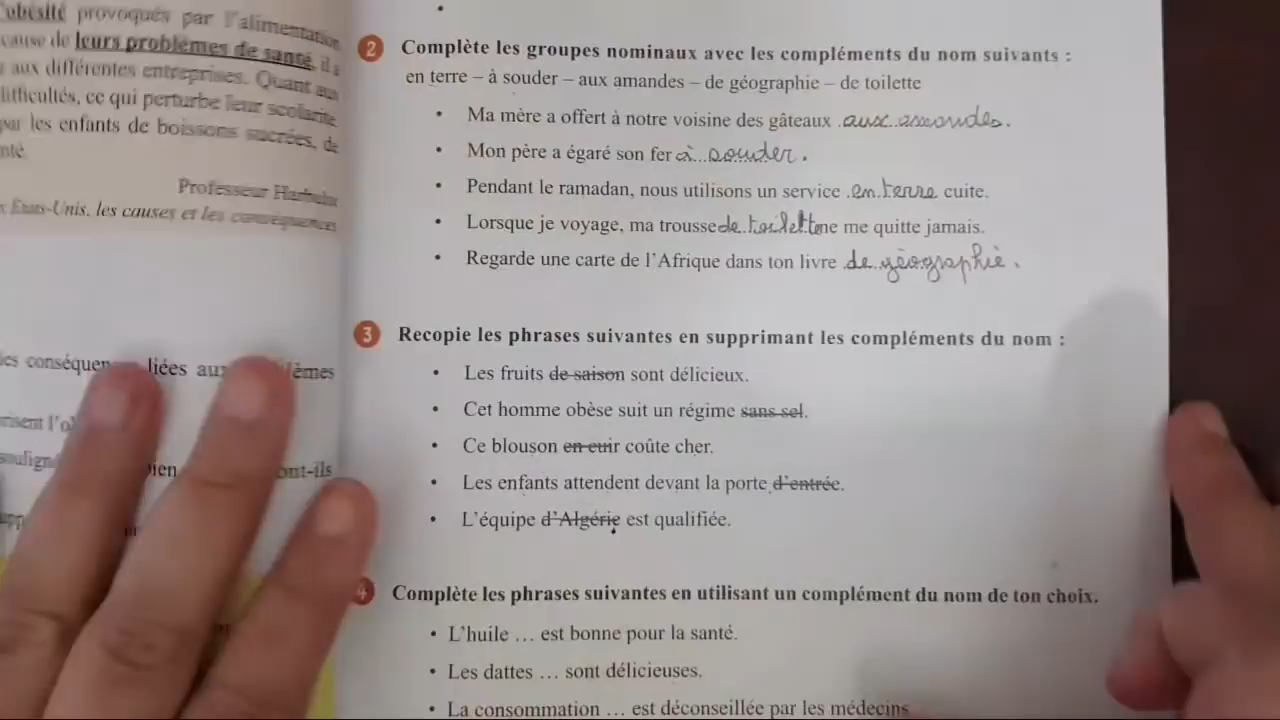 obésité provoqués par l'alimentation
cause de leurs problèmes de santé, il a
aux différentes entreprises. Quant aux
difficultés, ce qui perturbe leur scolarité.
par les enfants de boissons sucrées, de
Professeur
États-Unis, les causes et les conséquences
liées aux
ont-ils
2 Complète les groupes nominaux avec les compléments du nom suivants :
en terre – à souder – aux amandes – de géographie – de toilette
• Ma mère a offert à notre voisine des gâteaux aux amandes.
• Mon père a égaré son fer à souder.
• Pendant le ramadan, nous utilisons un service en terre cuite.
• Lorsque je voyage, ma trousse de toilette ne me quitte jamais.
• Regarde une carte de l'Afrique dans ton livre de géographie.
3 Recopie les phrases suivantes en supprimant les compléments du nom :
• Les fruits de saison sont délicieux.
• Cet homme obèse suit un régime sans sel.
• Ce blouson en cuir coûte cher.
• Les enfants attendent devant la porte d'entrée.
• L'équipe d'Algérie est qualifiée.
4 Complète les phrases suivantes en utilisant un complément du nom de ton choix.
• L'huile … est bonne pour la santé.
• Les dattes … sont délicieuses.
• La consommation … est déconseillée par les médecins